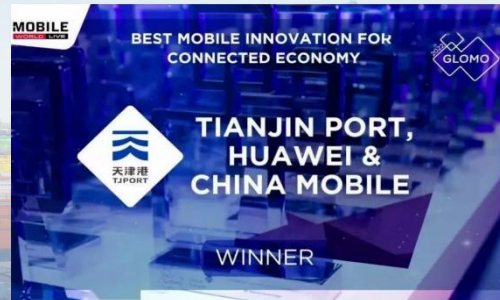 MOBILE
WORLD LIVE
BEST MOBILE INNOVATION FOR
CONNECTED ECONOMY
2022
GLOMO
天津港
TJPORT
TIANJIN PORT,
HUAWEI &
CHINA MOBILE
WINNER